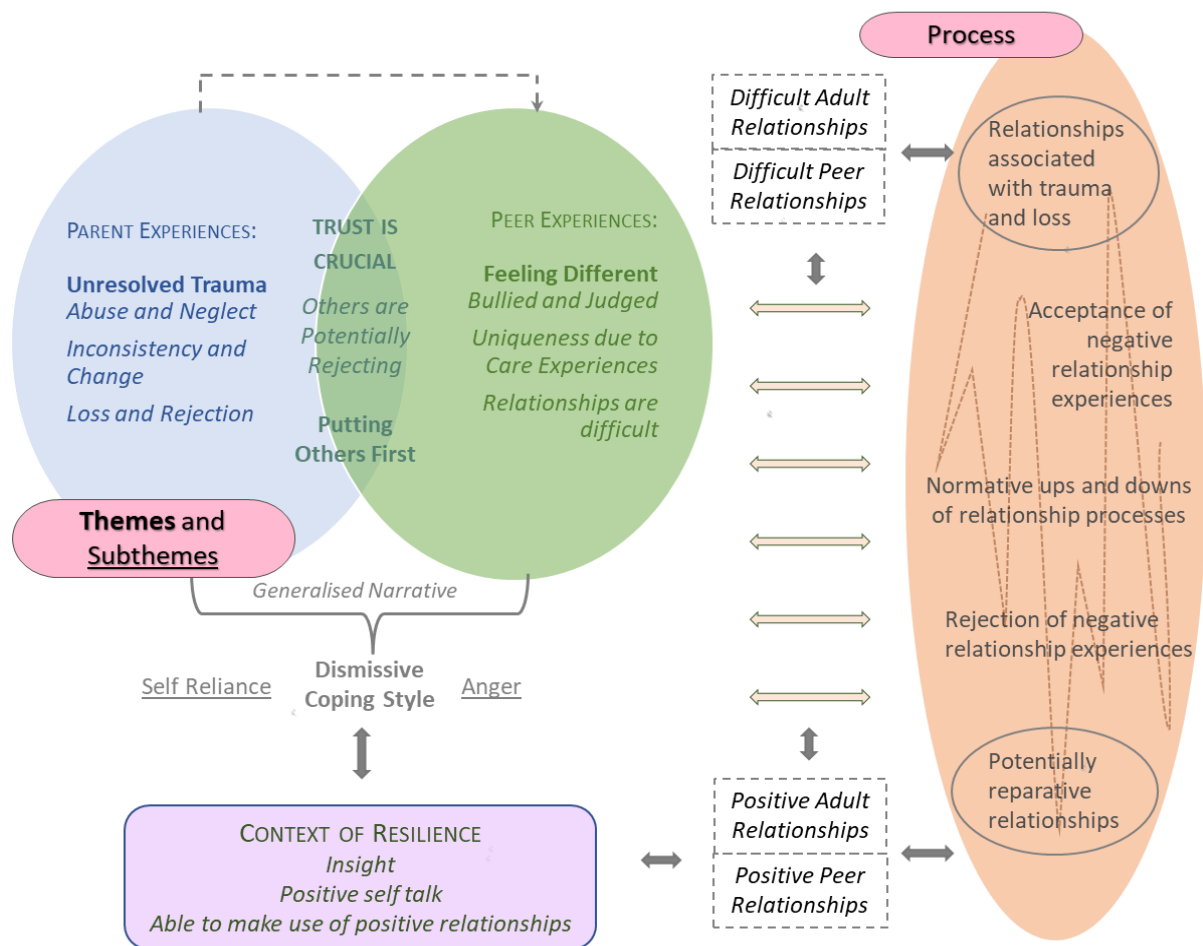 Process
PARENT EXPERIENCES:
Unresolved Trauma
Abuse and Neglect
Inconsistency and
Change
Loss and Rejection
TRUST IS
CRUCIAL
Others are
Potentially
Rejecting
Putting
Others First
PEER EXPERIENCES:
Feeling Different
Bullied and Judged
Uniqueness due to
Care Experiences
Relationships are
difficult
Themes and
Subthemes
Generalised Narrative
Self Reliance
Dismissive
Coping Style
Anger
CONTEXT OF RESILIENCE
Insight
Positive self talk
Able to make use of positive relationships
Difficult Adult
Relationships
Difficult Peer
Relationships
Positive Adult
Relationships
Positive Peer
Relationships
Relationships
associated
with trauma
and loss
Acceptance of
negative
relationship
experiences
Normative ups and downs
of relationship processes
Rejection of negative
relationship experiences
Potentially
reparative
relationships